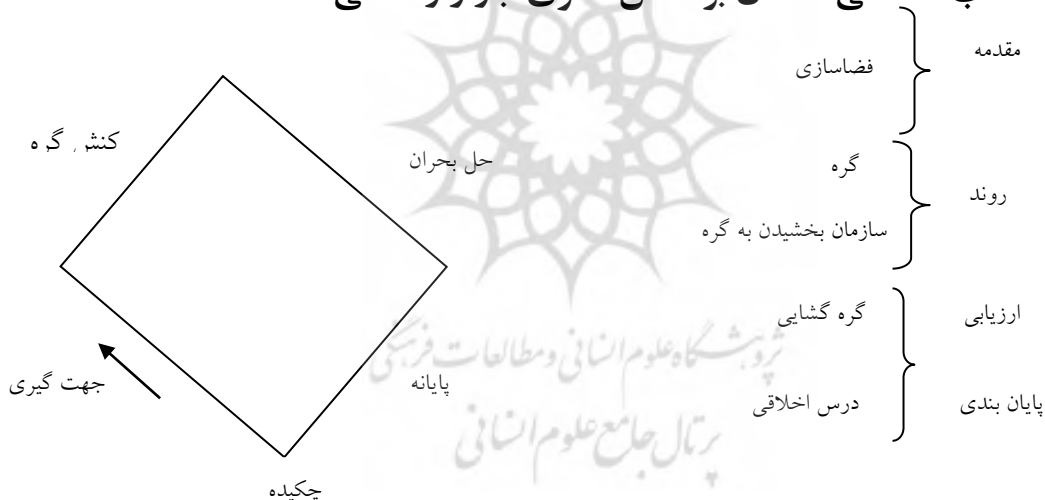 مقدمه
فضاسازی
روند
گره
سازمان بخشیدن به گره
ارزیابی
گره گشایی
پایان بندی
درس اخلاقی
کنش گره
حل بحران
جهت گیری
پایانه
چکیده
پژوهشگاه علوم انسانی و مطالعات فرهنگی
پرتال جامع علوم انسانی